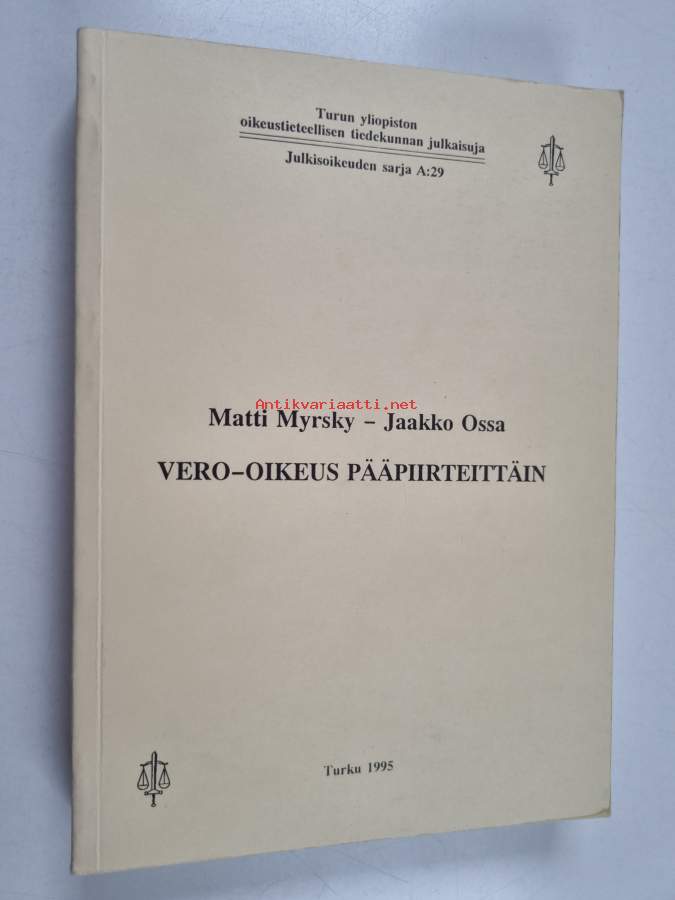 Turun yliopiston
oikeustieteellisen tiedekunnan julkaisuja
Julkisoikeuden sarja A:29
Antikvariaatti.net
Matti Myrsky – Jaakko Ossa
VERO–OIKEUS PÄÄPIIRTEITTÄIN
Turku 1995